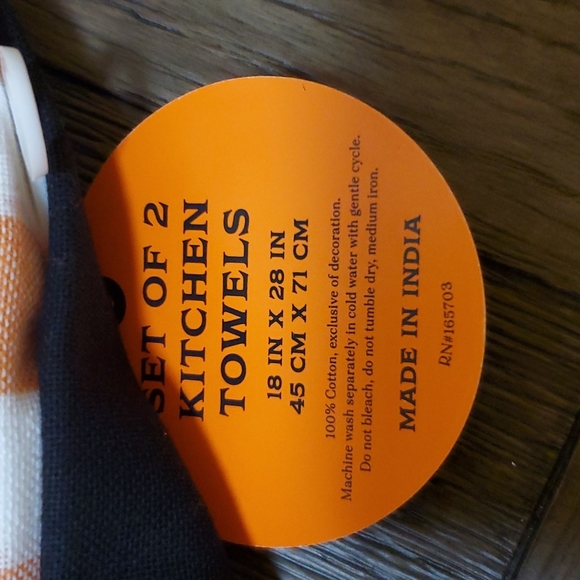 SET OF 2
KITCHEN
TOWELS
18 IN X 28 IN
45 CM X 71 CM
100% Cotton, exclusive of decoration.
Machine wash separately in cold water with gentle cycle.
Do not bleach, do not tumble dry, medium iron.
MADE IN INDIA
RN#165703